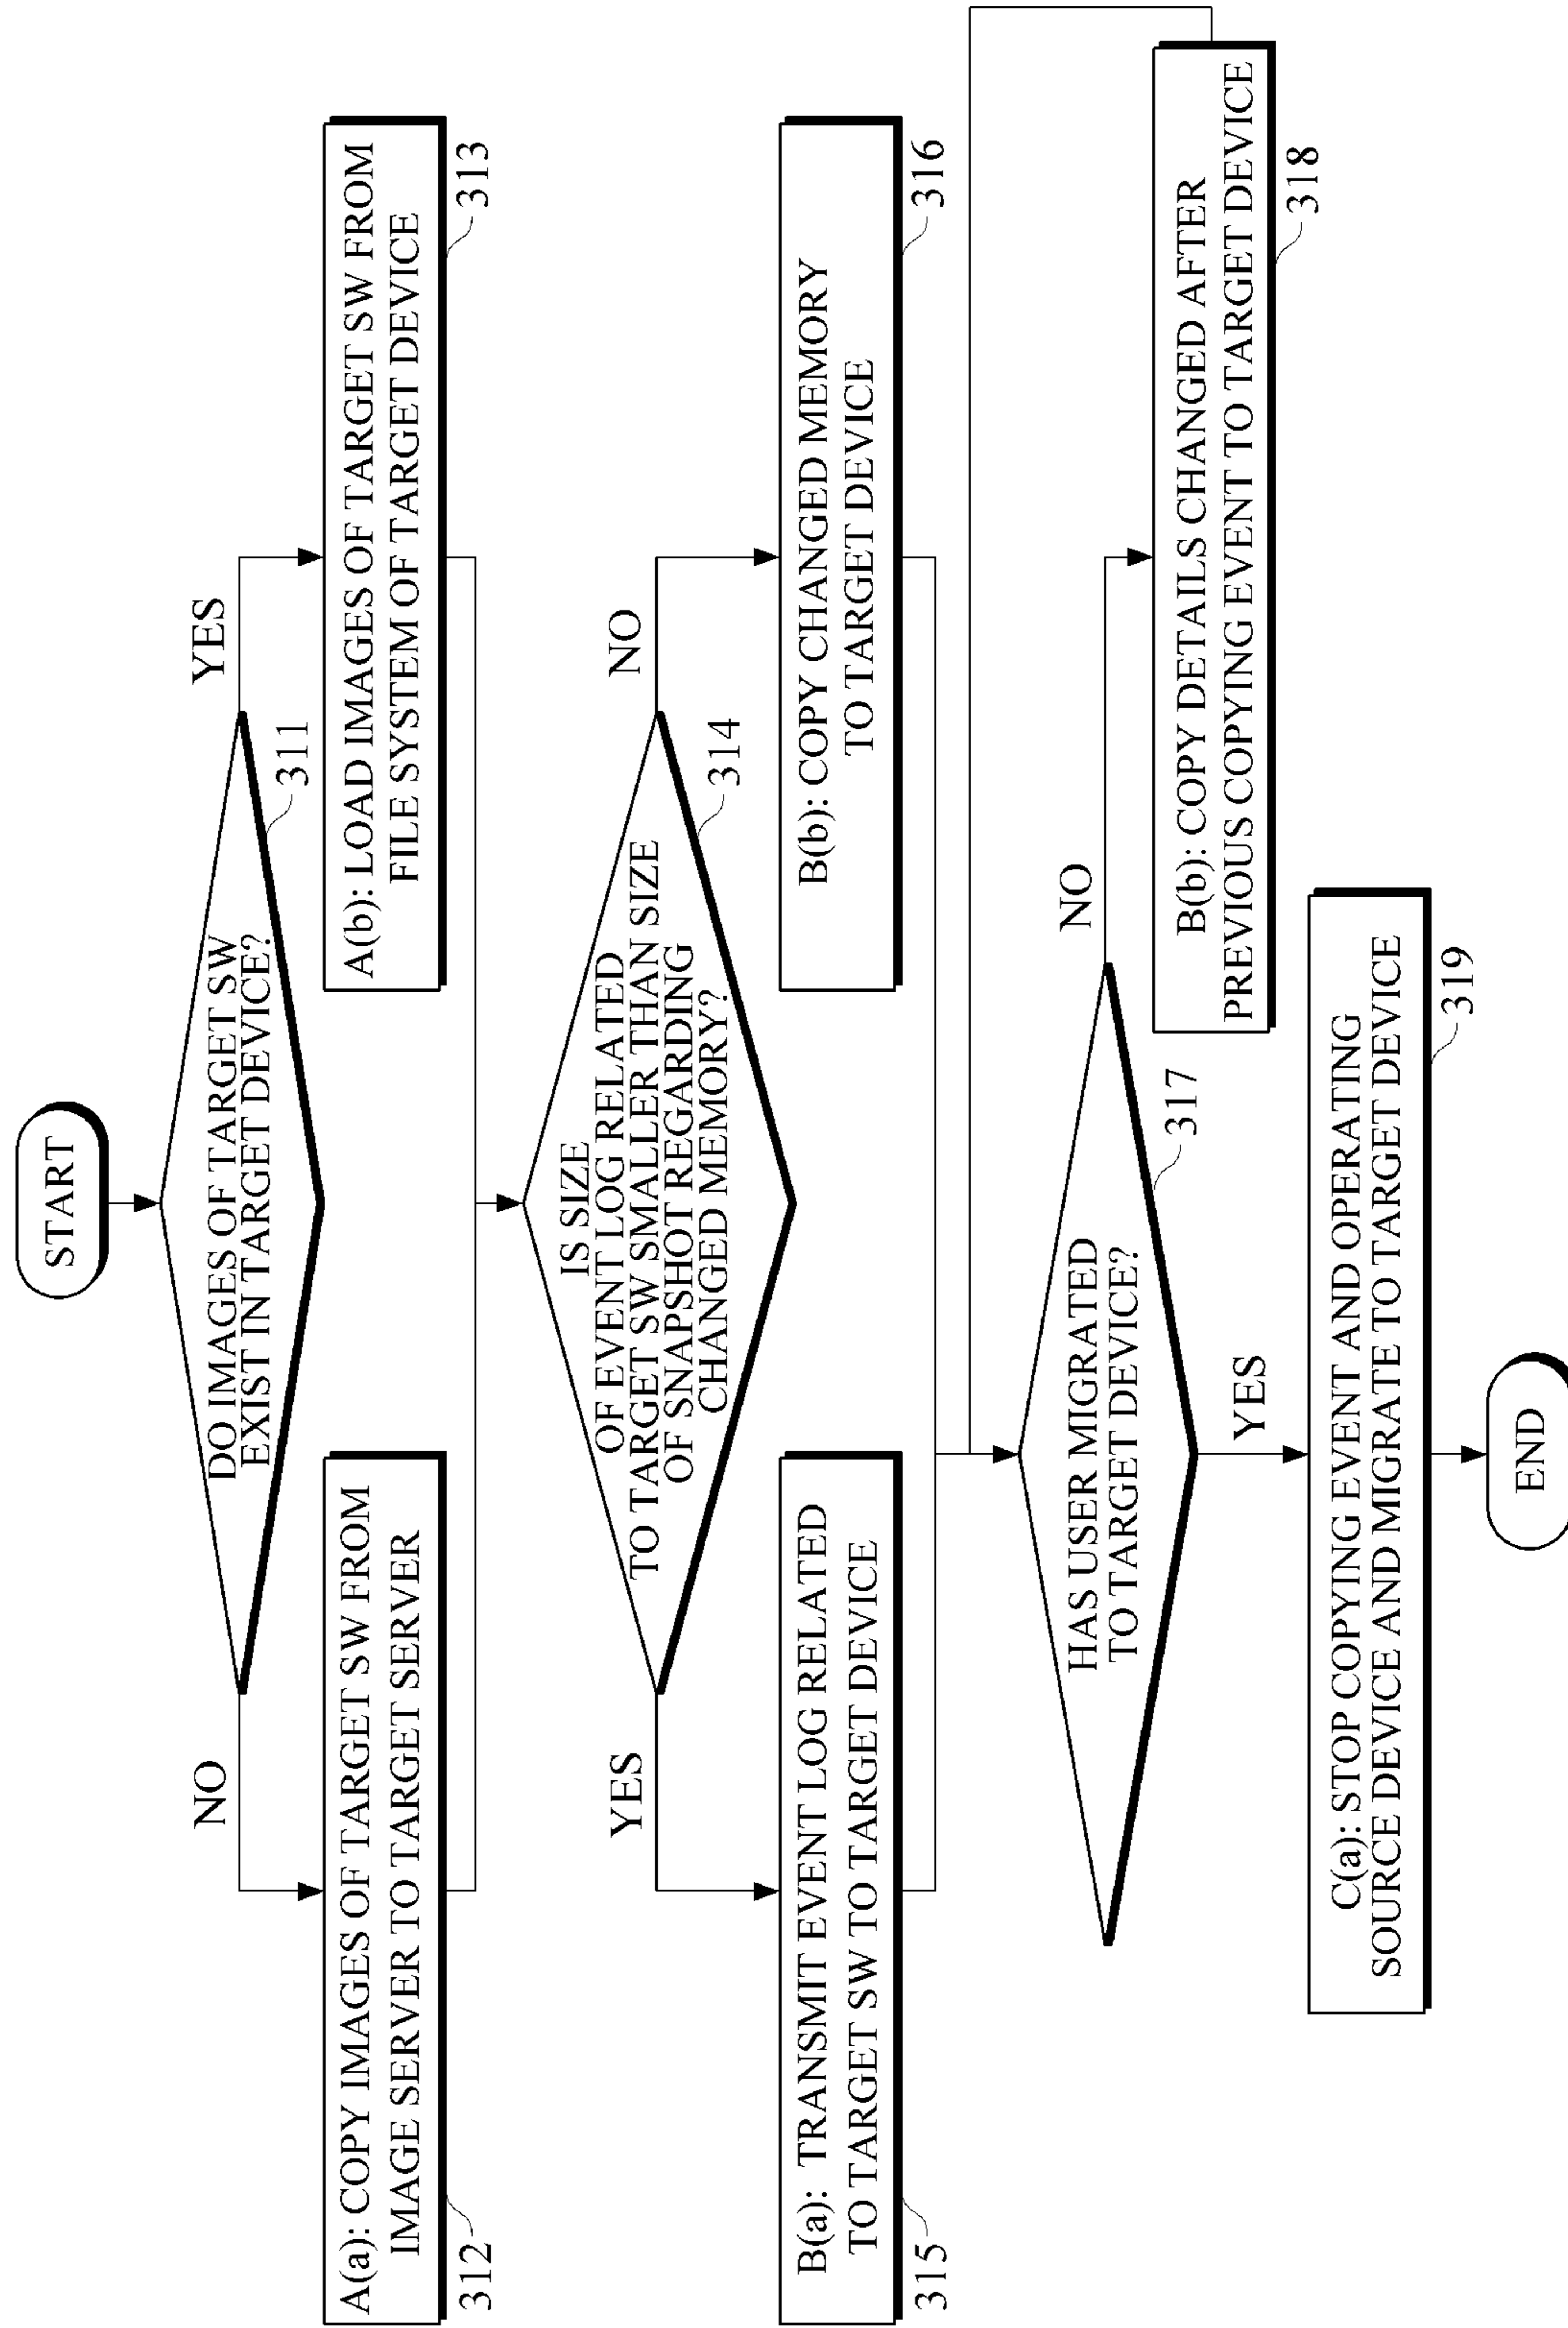 START
DO IMAGES OF TARGET SW
EXIST IN TARGET DEVICE?
311
NO
YES
A(a): COPY IMAGES OF TARGET SW FROM
IMAGE SERVER TO TARGET SERVER
312
A(b): LOAD IMAGES OF TARGET SW FROM
FILE SYSTEM OF TARGET DEVICE
313
IS SIZE
OF EVENT LOG RELATED
TO TARGET SW SMALLER THAN SIZE
OF SNAPSHOT REGARDING
CHANGED MEMORY?
314
YES
NO
B(a): TRANSMIT EVENT LOG RELATED
TO TARGET SW TO TARGET DEVICE
315
B(b): COPY CHANGED MEMORY
TO TARGET DEVICE
316
HAS USER MIGRATED
TO TARGET DEVICE?
317
NO
B(b): COPY DETAILS CHANGED AFTER
PREVIOUS COPYING EVENT TO TARGET DEVICE
318
YES
C(a): STOP COPYING EVENT AND OPERATING
SOURCE DEVICE AND MIGRATE TO TARGET DEVICE
319
END